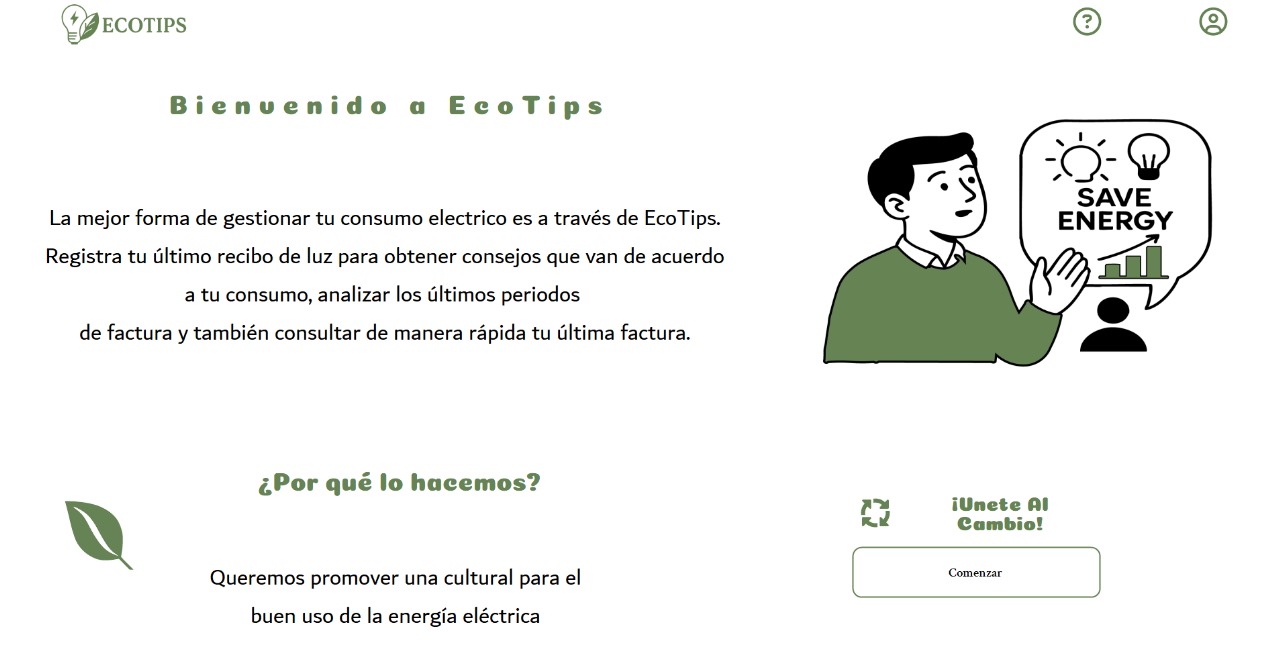 ECOTIPS
Bienvenido a EcoTips
La mejor forma de gestionar tu consumo electrico es a través de EcoTips.
Registra tu último recibo de luz para obtener consejos que van de acuerdo
a tu consumo, analizar los últimos periodos
de factura y también consultar de manera rápida tu última factura.
SAVE
ENERGY
¿Por qué lo hacemos?
Queremos promover una cultural para el
buen uso de la energía eléctrica
¡Unete Al
Cambio!
Comenzar